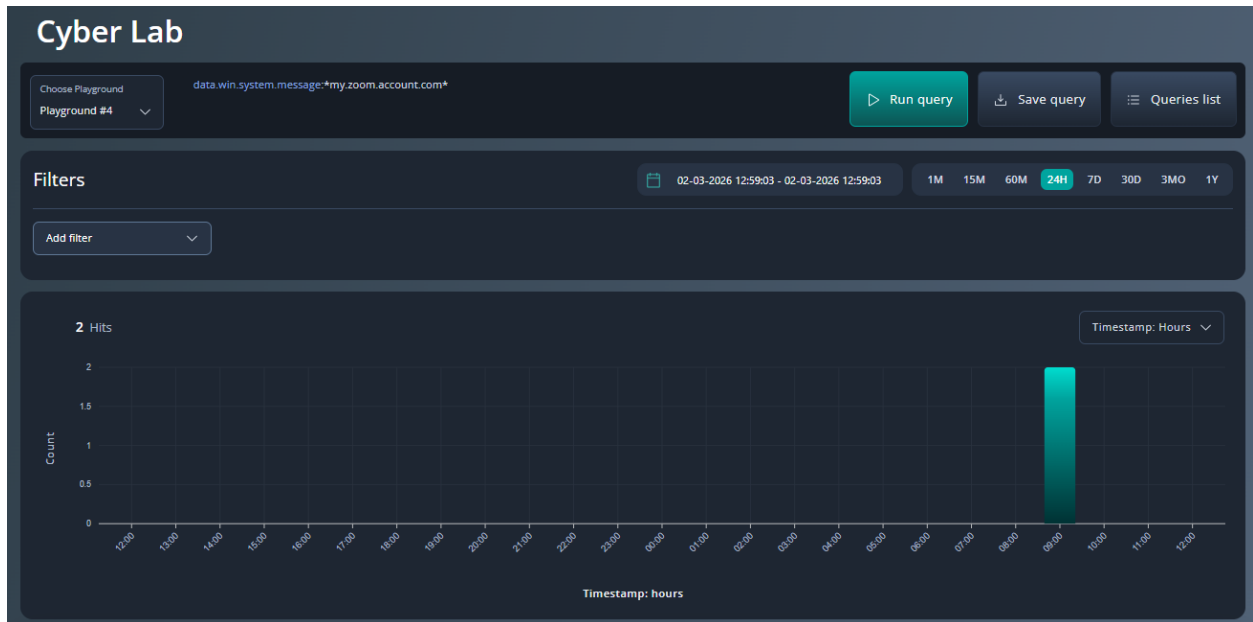 Cyber Lab
Choose Playground
Playground #4
data.win.system.message:*my.zoom.account.com*
Run query
Save query
Queries list
Filters
02-03-2026 12:59:03 - 02-03-2026 12:59:03
1M 15M 60M 24H 7D 30D 3MO 1Y
Add filter
2 Hits
Timestamp: Hours
2
1.5
1
0.5
0
Count
12:00 13:00 14:00 15:00 16:00 17:00 18:00 19:00 20:00 21:00 22:00 23:00 00:00 01:00 02:00 03:00 04:00 05:00 06:00 07:00 08:00 09:00 10:00 11:00 12:00
Timestamp: hours